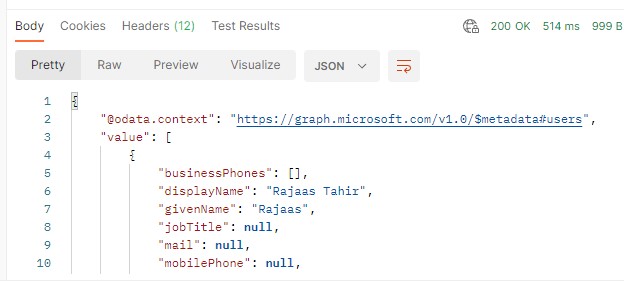 Body Cookies Headers (12) Test Results 200 OK 514 ms 999 B
Pretty Raw Preview Visualize JSON
1 {
2 "@odata.context": "https://graph.microsoft.com/v1.0/$metadata#users",
3 "value": [
4 {
5 "businessPhones": [],
6 "displayName": "Rajaas Tahir",
7 "givenName": "Rajaas",
8 "jobTitle": null,
9 "mail": null,
10 "mobilePhone": null,